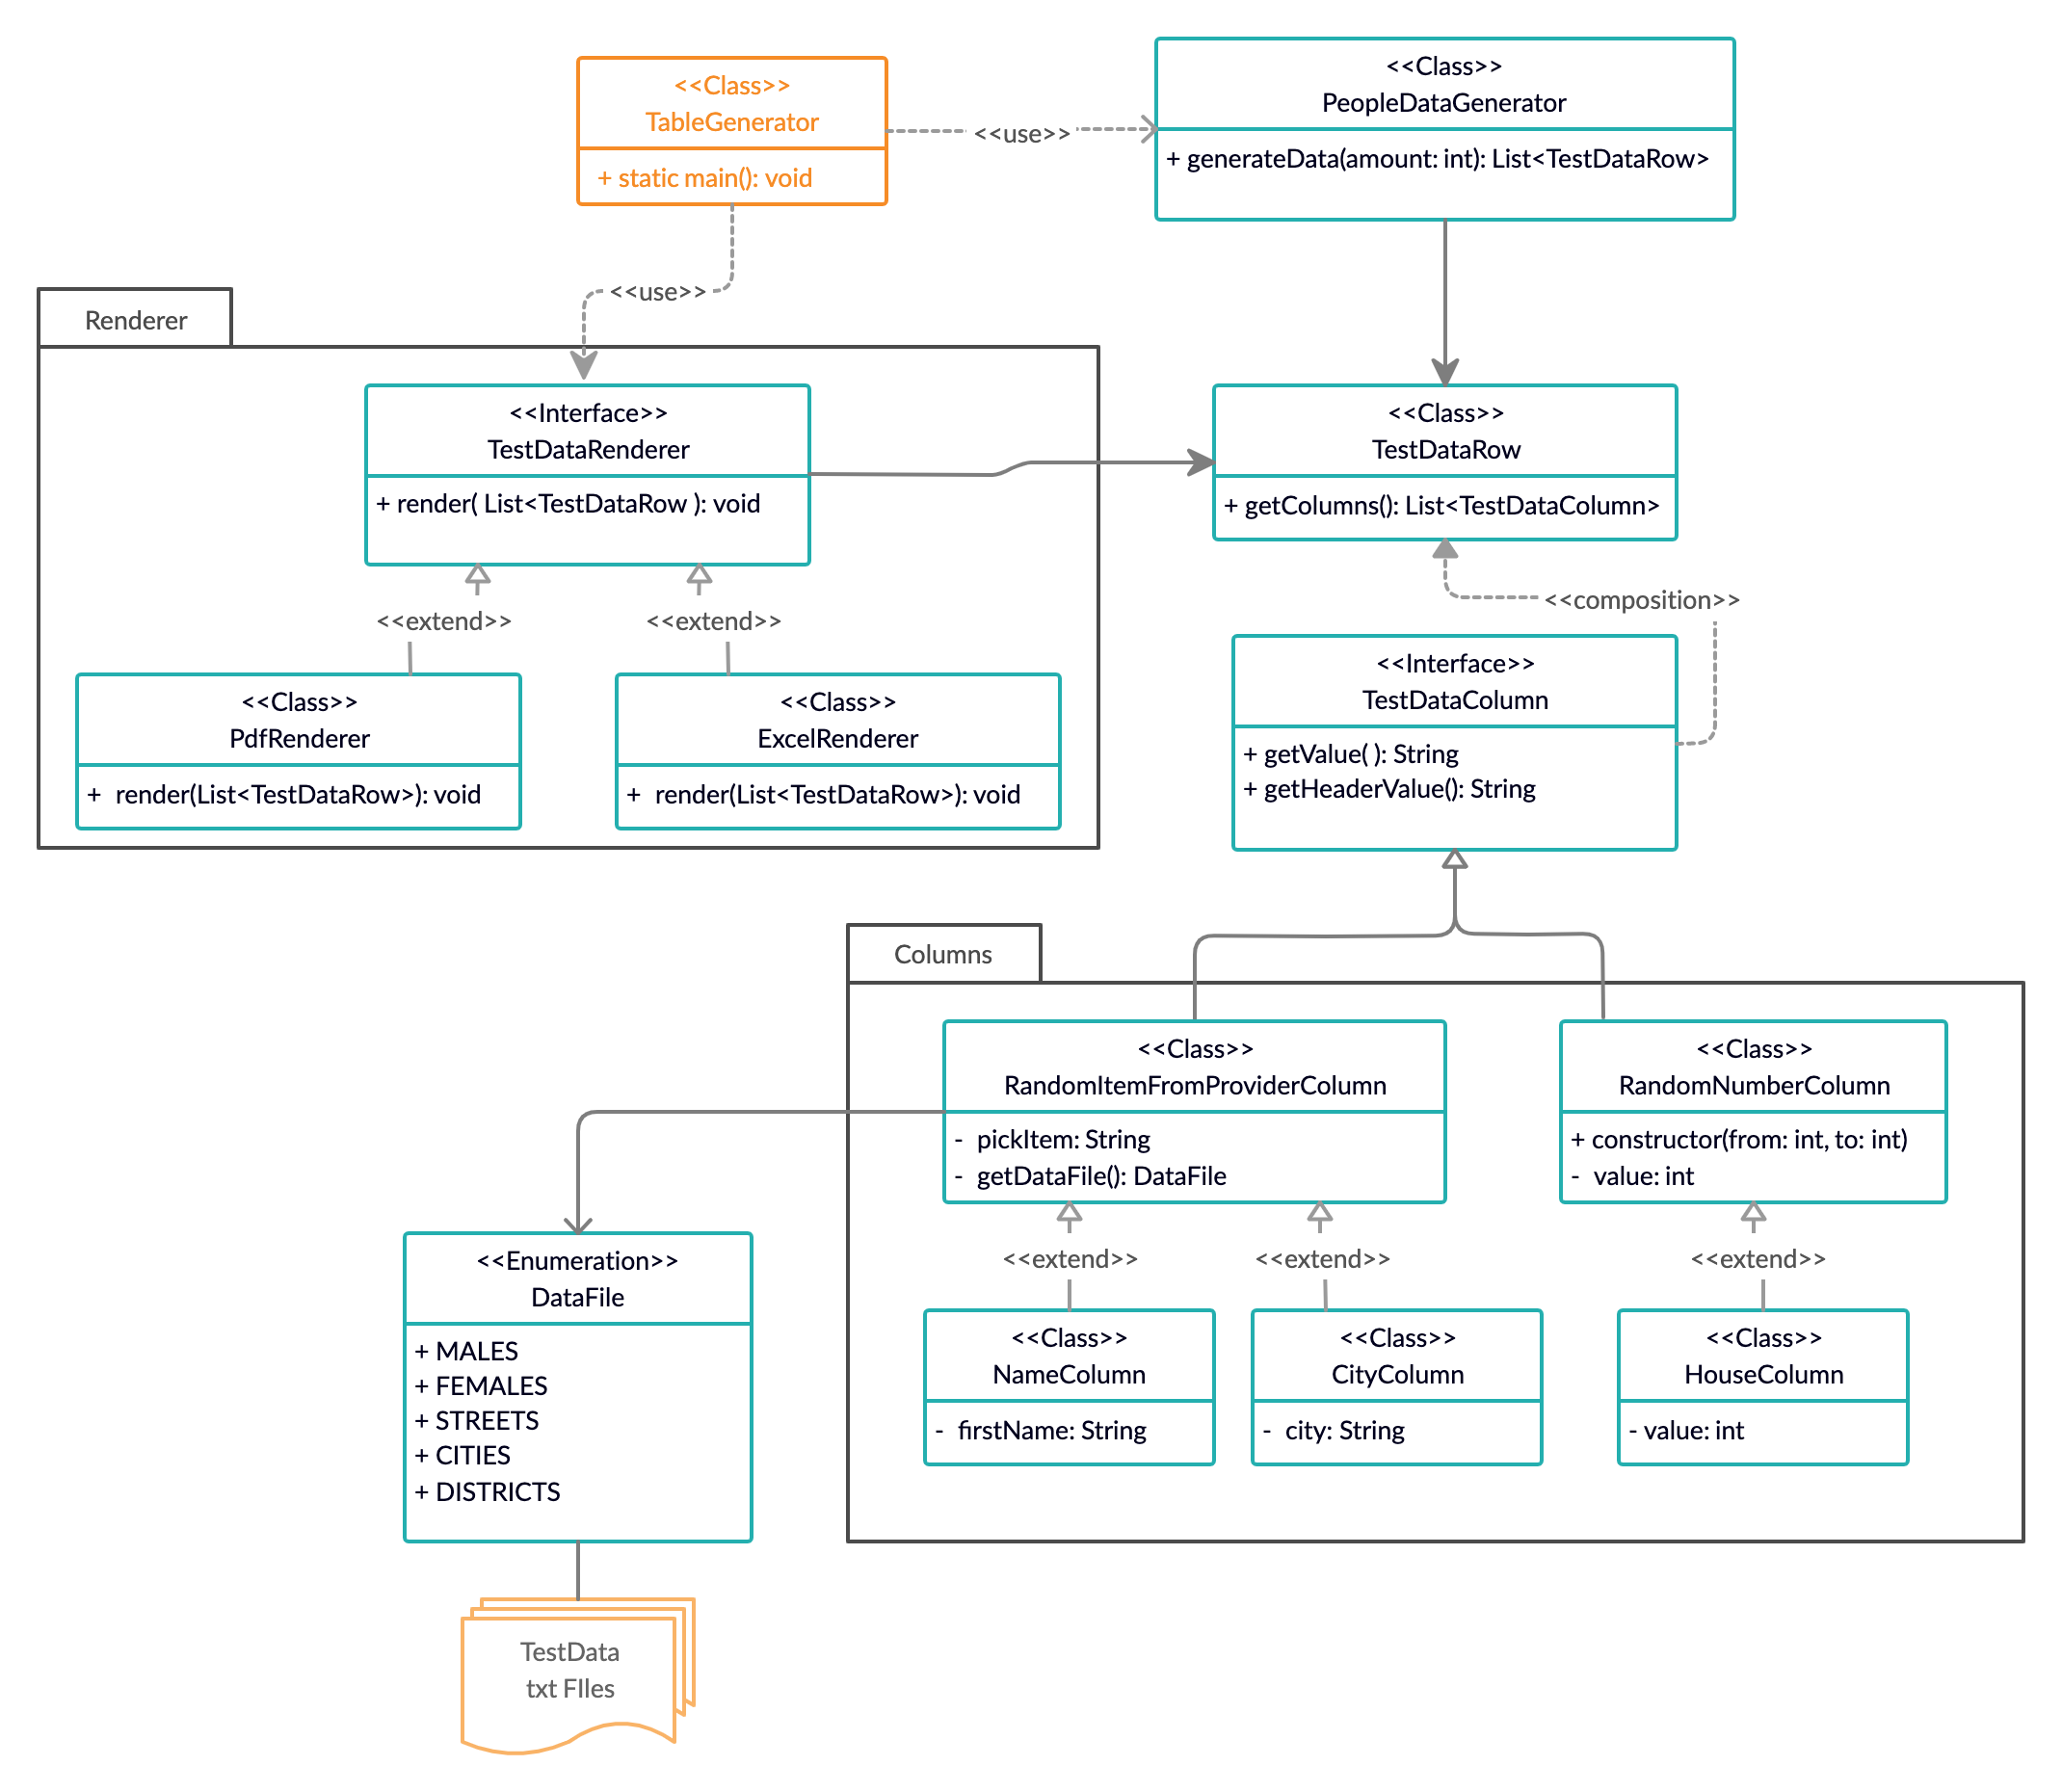 <<Class>>
TableGenerator
+ static main(): void
<<use>>
<<Class>>
PeopleDataGenerator
+ generateData(amount: int): List<TestDataRow>
<<use>>
Renderer
<<Interface>>
TestDataRenderer
+ render( List<TestDataRow ): void
<<Class>>
TestDataRow
+ getColumns(): List<TestDataColumn>
<<extend>>
<<extend>>
<<composition>>
<<Class>>
PdfRenderer
+ render(List<TestDataRow>): void
<<Class>>
ExcelRenderer
+ render(List<TestDataRow>): void
<<Interface>>
TestDataColumn
+ getValue( ): String
+ getHeaderValue(): String
Columns
<<Class>>
RandomItemFromProviderColumn
- pickItem: String
- getDataFile(): DataFile
<<Class>>
RandomNumberColumn
+ constructor(from: int, to: int)
- value: int
<<extend>>
<<extend>>
<<extend>>
<<Enumeration>>
DataFile
+ MALES
+ FEMALES
+ STREETS
+ CITIES
+ DISTRICTS
<<Class>>
NameColumn
- firstName: String
<<Class>>
CityColumn
- city: String
<<Class>>
HouseColumn
- value: int
TestData
txt FIles